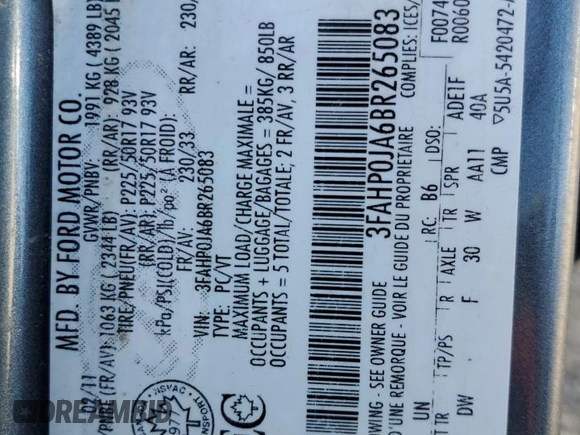 MFD. BY FORD MOTOR CO.
GVWR/PNBV: 1991 KG ( 4389 LB)
(FR/AV): 1063 KG ( 2344 LB) (RR/AR): 928 KG ( 2045
TIRE/PNEU(FR/AV): P225/50R17 93V
(RR/AR): P225/50R17 93V
kPa/PSI(COLD)/lb/po² (A FROID):
FR/AV: 230/33 RR/AR: 230/
VIN: 3FAHP0JA6BR265083
TYPE: PC/VT
MAXIMUM LOAD/CHARGE MAXIMALE =
OCCUPANTS + LUGGAGE/BAGAGES = 385KG/ 850LB
OCCUPANTS = 5 TOTAL/TOTALE; 2 FR/AV, 3 RR/AR
3FAHP0JA6BR265083
WING - SEE OWNER GUIDE
D'UNE REMORQUE - VOIR LE GUIDE DU PROPRIETAIRE
COMPLIES: ICES/
F0074
R0060
UN RC: B6 DSO:
TR TP/PS R AXLE TR SPR ADE1F
DW F 30 W AA11 40A
CMP ▽5U5A-5420472-
DREAMBID